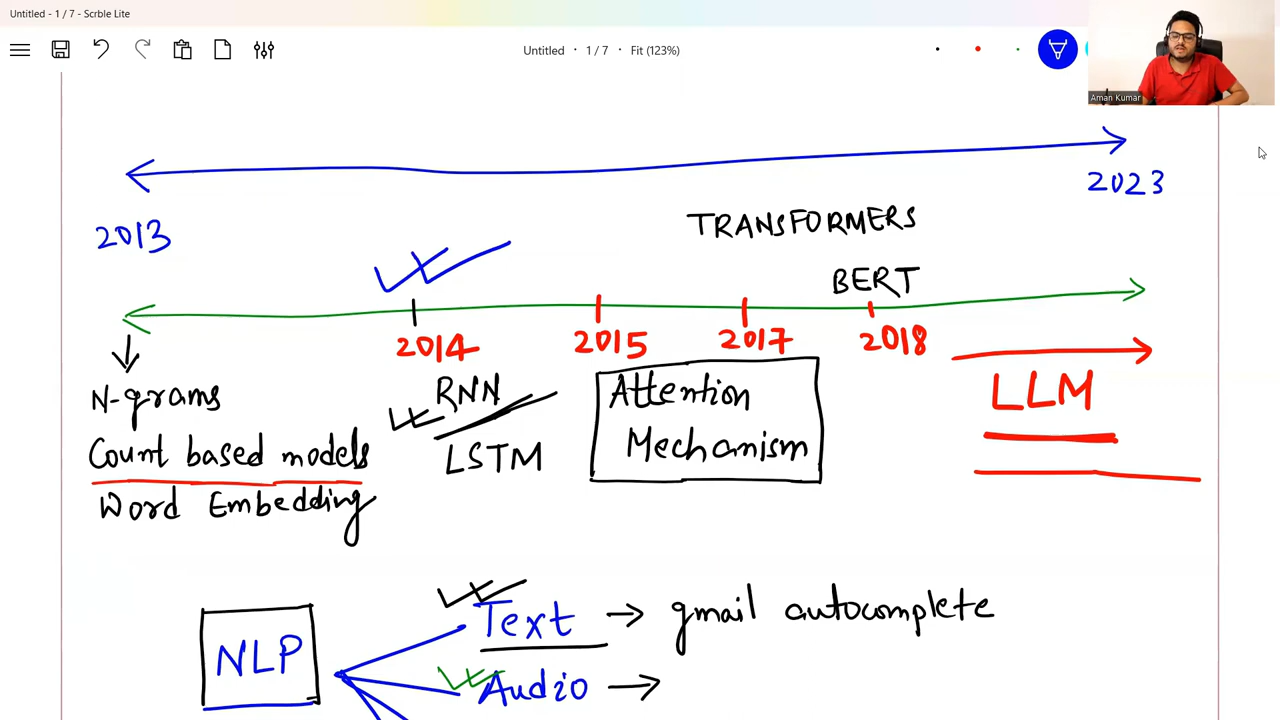 Untitled - 1 / 7 - Scrble Lite
Untitled • 1 / 7 • Fit (123%)
Aman Kumar
2023
2013
TRANSFORMERS
BERT
2014
2015
2017
2018
N-grams
Count based models
Word Embedding
RNN
LSTM
Attention
Mechanism
LLM
NLP
Text → gmail autocomplete
Audio →